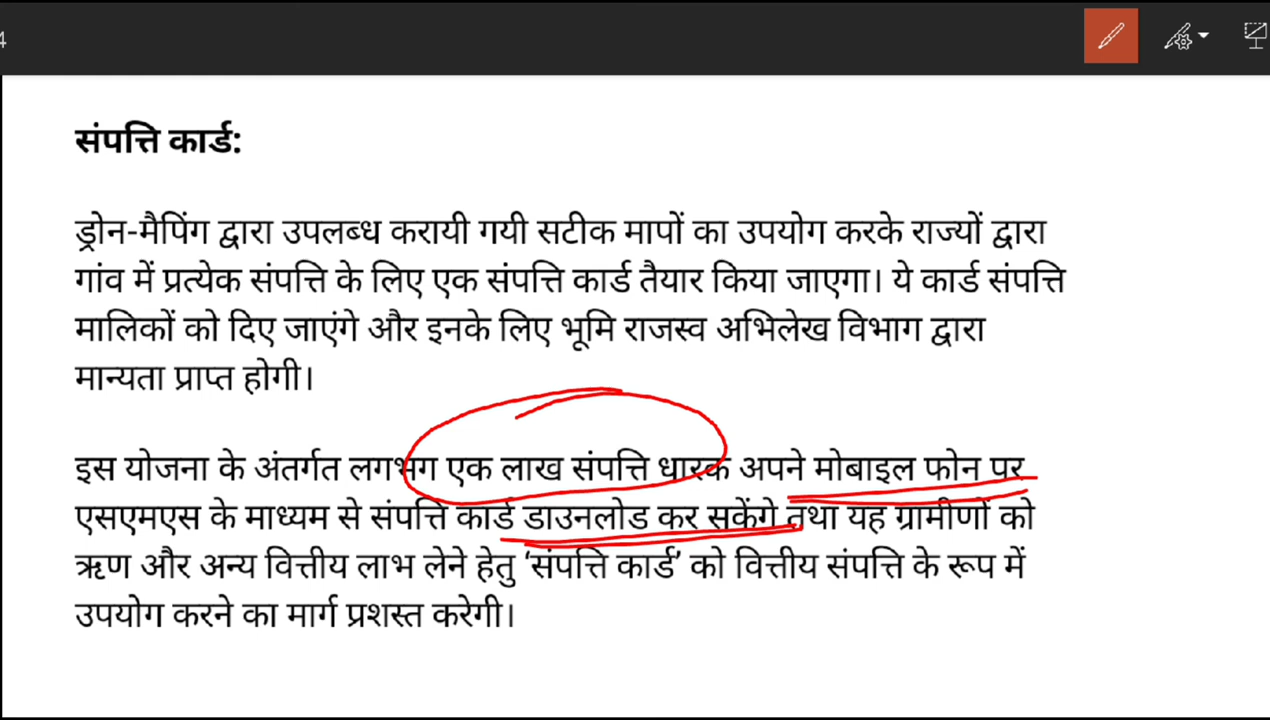 4
संपत्ति कार्ड:
ड्रोन-मैपिंग द्वारा उपलब्ध करायी गयी सटीक मापों का उपयोग करके राज्यों द्वारा
गांव में प्रत्येक संपत्ति के लिए एक संपत्ति कार्ड तैयार किया जाएगा। ये कार्ड संपत्ति
मालिकों को दिए जाएंगे और इनके लिए भूमि राजस्व अभिलेख विभाग द्वारा
मान्यता प्राप्त होगी।
इस योजना के अंतर्गत लगभग एक लाख संपत्ति धारक अपने मोबाइल फोन पर
एसएमएस के माध्यम से संपत्ति कार्ड डाउनलोड कर सकेंगे तथा यह ग्रामीणों को
ऋण और अन्य वित्तीय लाभ लेने हेतु ‘संपत्ति कार्ड’ को वित्तीय संपत्ति के रूप में
उपयोग करने का मार्ग प्रशस्त करेगी।